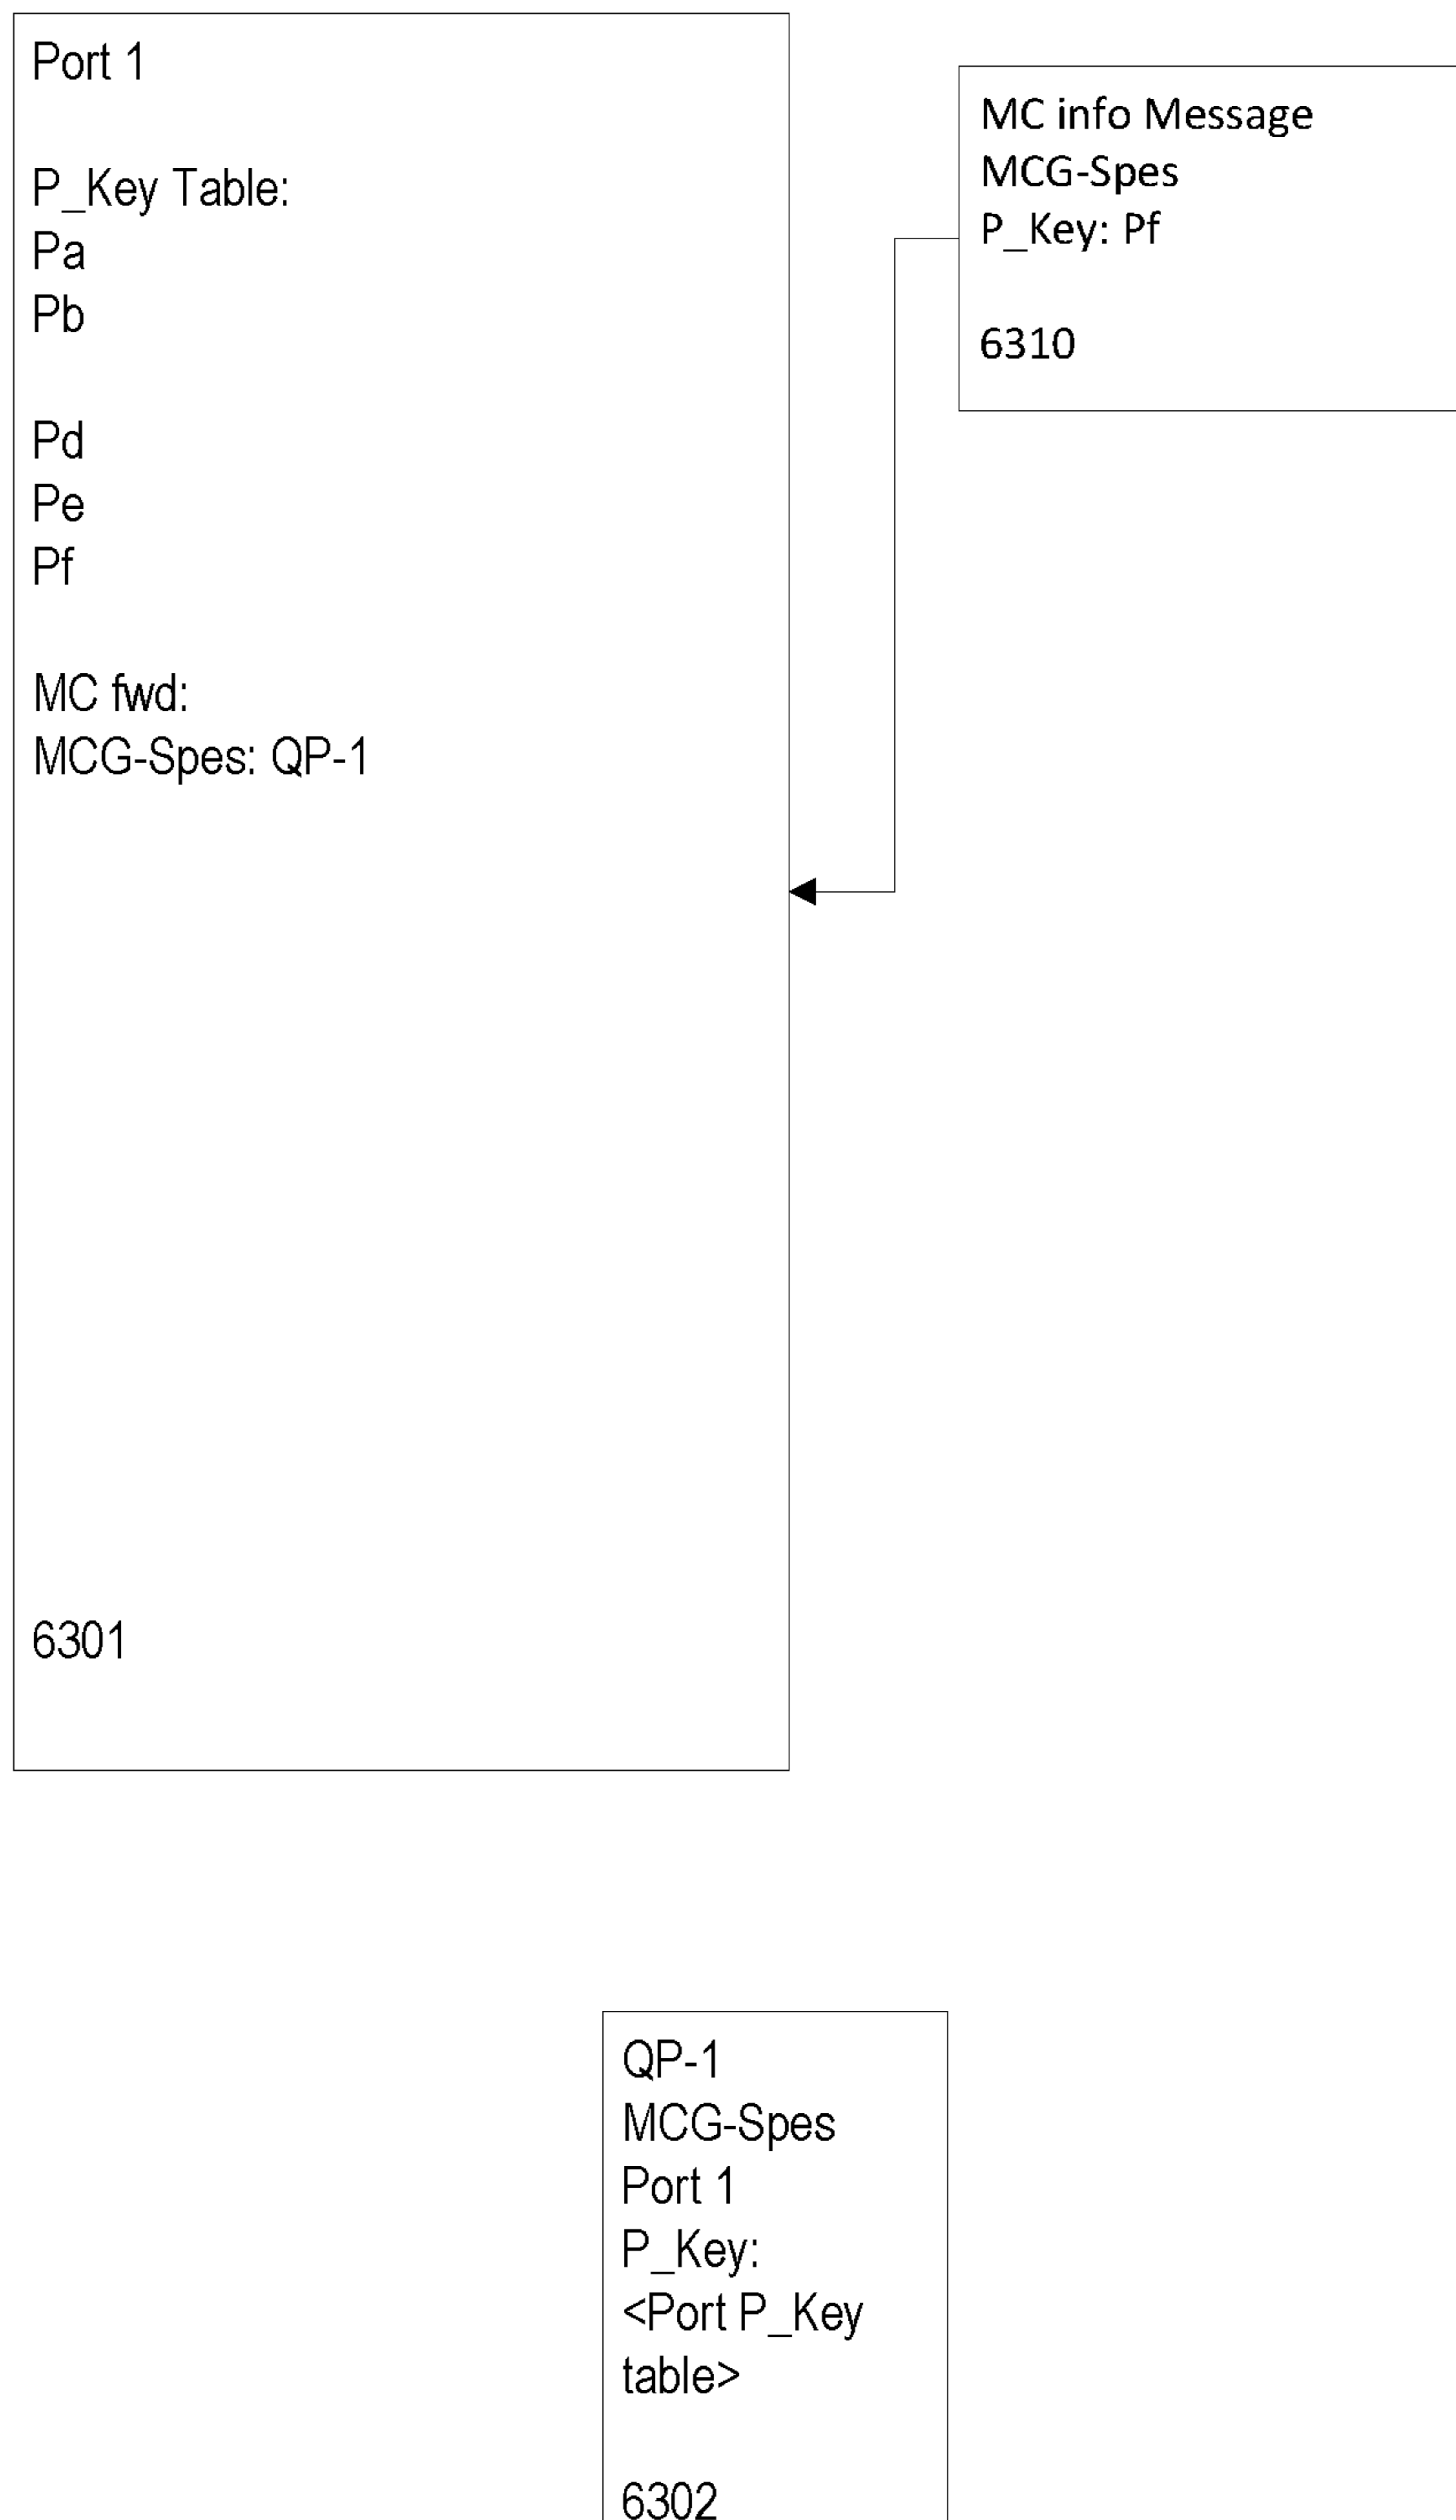 Port 1
P_Key Table:
Pa
Pb
Pd
Pe
Pf
MC fwd:
MCG-Spes: QP-1
6301
MC info Message
MCG-Spes
P_Key: Pf
6310
QP-1
MCG-Spes
Port 1
P_Key:
<Port P_Key
table>
6302